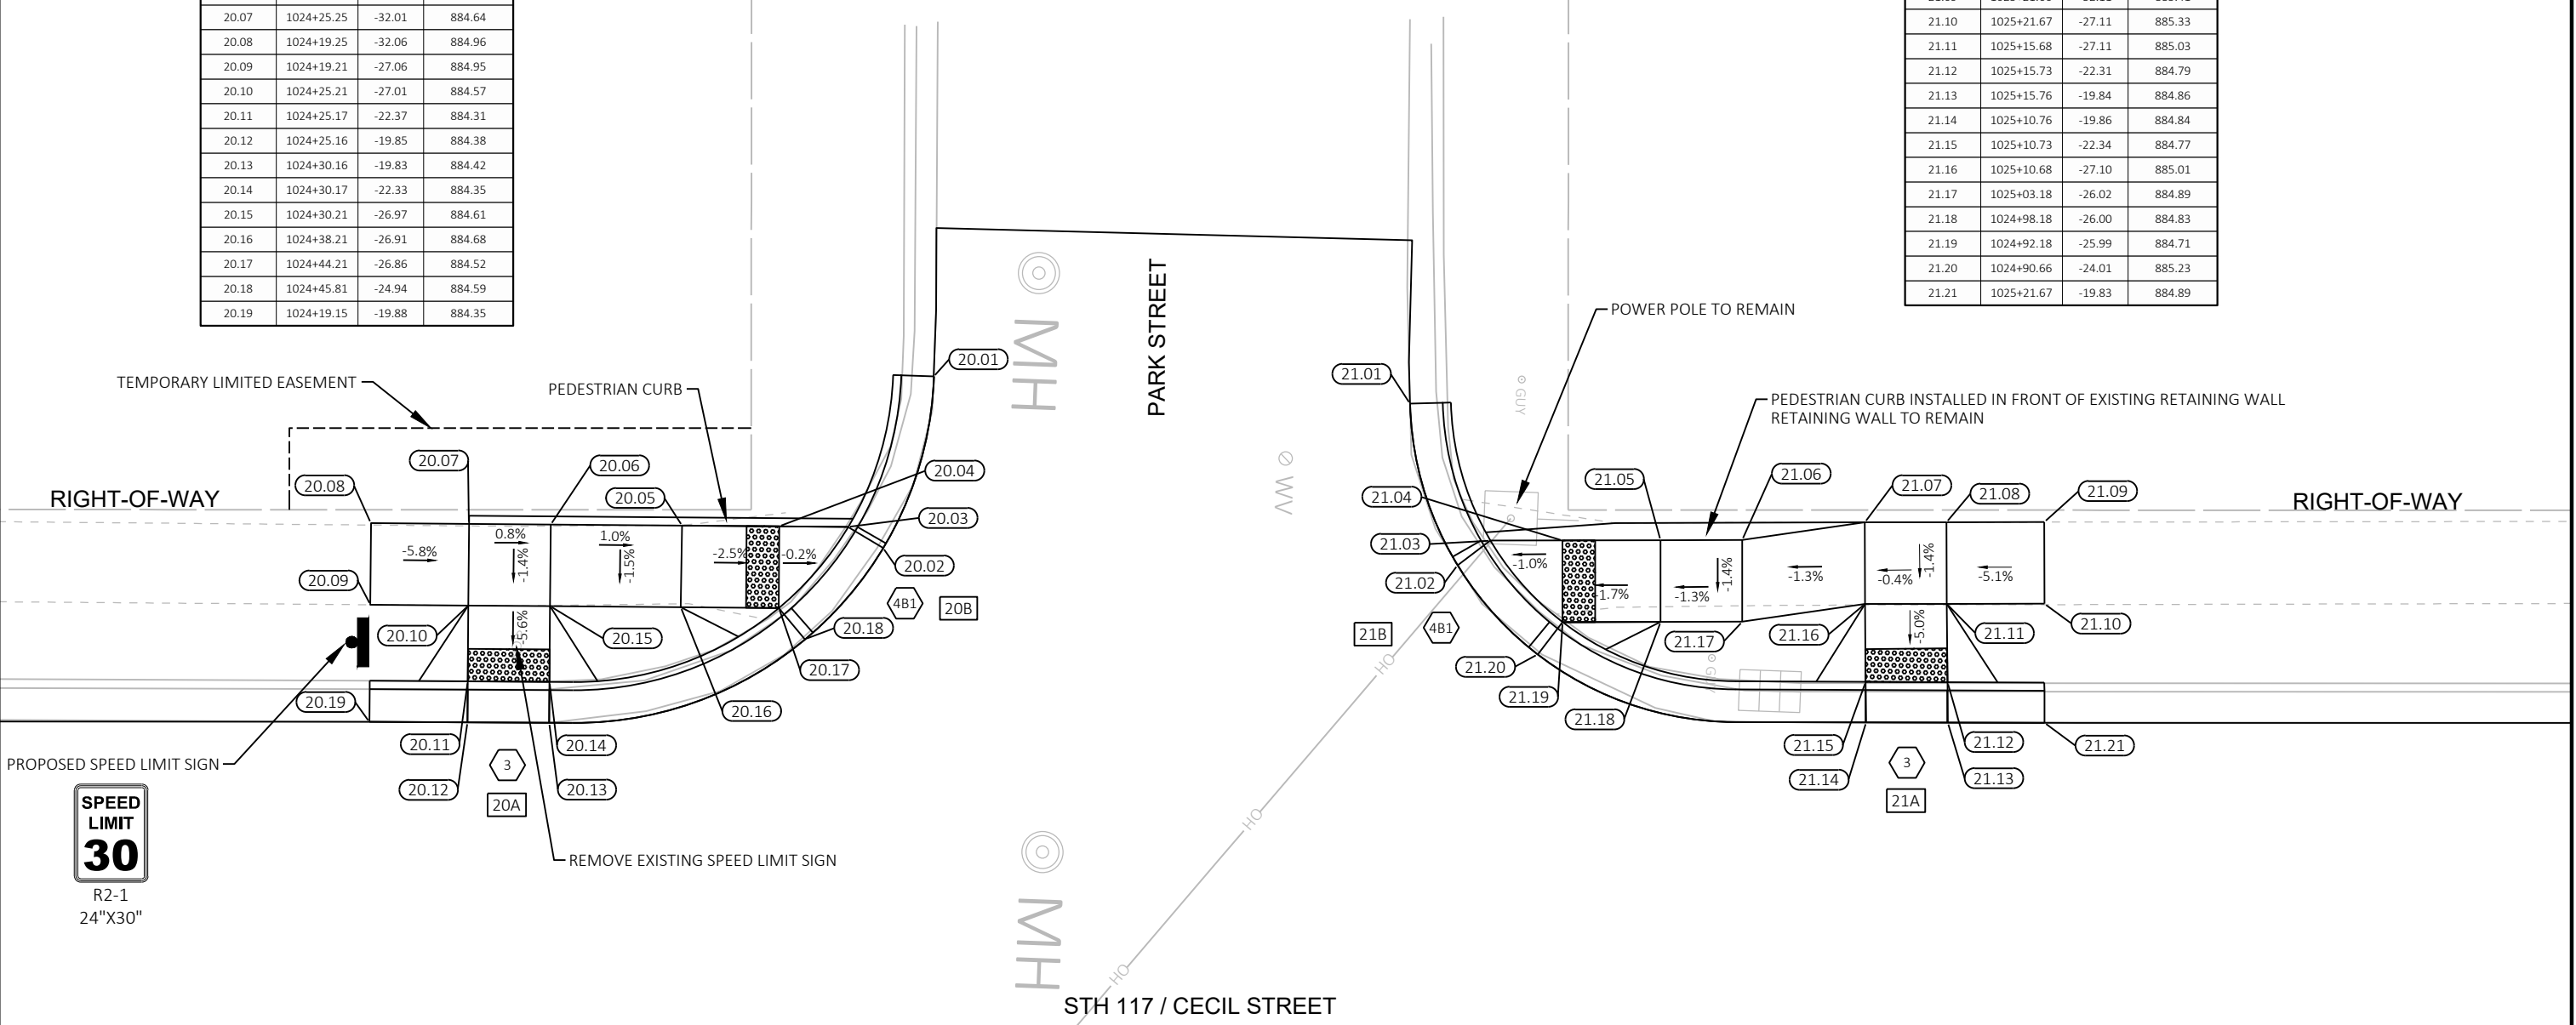 20.07 1024+25.25 -32.01 884.64
20.08 1024+19.25 -32.06 884.96
20.09 1024+19.21 -27.06 884.95
20.10 1024+25.21 -27.01 884.57
20.11 1024+25.17 -22.37 884.31
20.12 1024+25.16 -19.85 884.38
20.13 1024+30.16 -19.83 884.42
20.14 1024+30.17 -22.33 884.35
20.15 1024+30.21 -26.97 884.61
20.16 1024+38.21 -26.91 884.68
20.17 1024+44.21 -26.86 884.52
20.18 1024+45.81 -24.94 884.59
20.19 1024+19.15 -19.88 884.35
21.10 1025+21.67 -27.11 885.33
21.11 1025+15.68 -27.11 885.03
21.12 1025+15.73 -22.31 884.79
21.13 1025+15.76 -19.84 884.86
21.14 1025+10.76 -19.86 884.84
21.15 1025+10.73 -22.34 884.77
21.16 1025+10.68 -27.10 885.01
21.17 1025+03.18 -26.02 884.89
21.18 1024+98.18 -26.00 884.83
21.19 1024+92.18 -25.99 884.71
21.20 1024+90.66 -24.01 885.23
21.21 1025+21.67 -19.83 884.89
MH
PARK STREET
POWER POLE TO REMAIN
20.01
21.01
GUY
TEMPORARY LIMITED EASEMENT
PEDESTRIAN CURB
PEDESTRIAN CURB INSTALLED IN FRONT OF EXISTING RETAINING WALL
RETAINING WALL TO REMAIN
20.07
20.06
20.04
20.08
20.05
20.03
RIGHT-OF-WAY
WV
21.05
21.06
21.07
21.08
21.09
21.04
RIGHT-OF-WAY
21.03
-5.8%
0.8%
-1.4%
1.0%
-1.5%
-2.5%
-0.2%
20.02
20.09
4B1
20B
-1.0%
-1.7%
-1.3%
-1.4%
-1.3%
-0.4%
-1.4%
-5.1%
21.02
20.10
-5.6%
20.15
20.18
20.17
21B
4B1
21.17
21.16
-5.0%
21.11
21.10
OH
21.20
G
20.19
20.16
21.19
21.18
20.11
20.14
21.15
21.12
21.21
PROPOSED SPEED LIMIT SIGN
3
3
20.12
20.13
21.14
21.13
20A
21A
SPEED
LIMIT
30
R2-1
24"X30"
REMOVE EXISTING SPEED LIMIT SIGN
OH
MH
OH
STH 117 / CECIL STREET